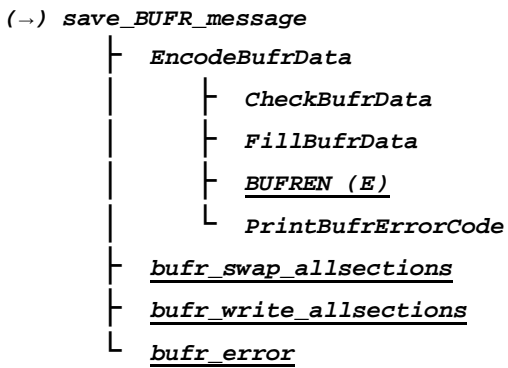 (→) save_BUFR_message
EncodeBufrData
CheckBufrData
FillBufrData
BUFREN (E)
PrintBufrErrorCode
bufr_swap_allsections
bufr_write_allsections
bufr_error